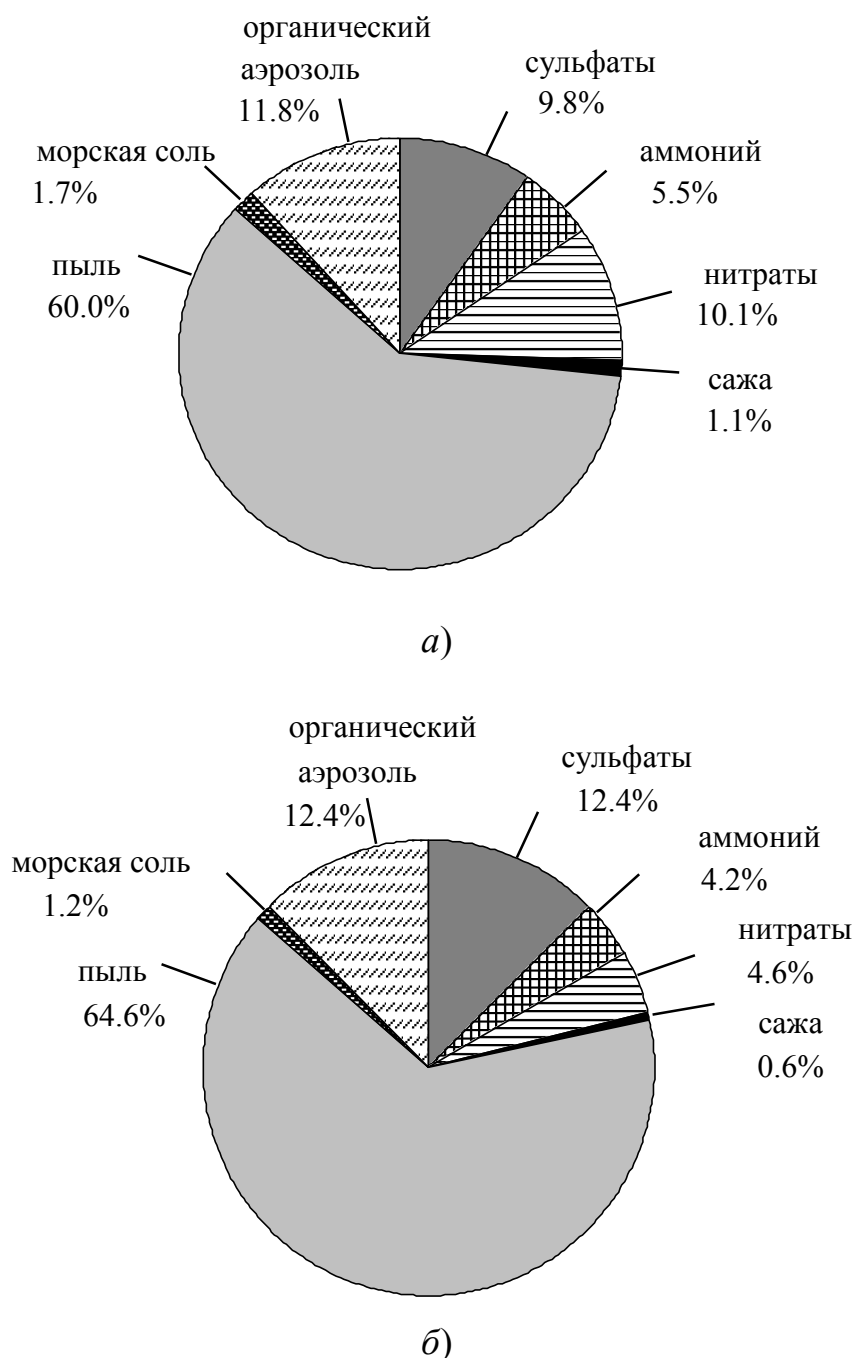 органический
аэрозоль
11.8%
сульфаты
9.8%
морская соль
1.7%
аммоний
5.5%
пыль
60.0%
нитраты
10.1%
сажа
1.1%
а)
органический
аэрозоль
12.4%
сульфаты
12.4%
морская соль
1.2%
аммоний
4.2%
пыль
64.6%
нитраты
4.6%
сажа
0.6%
б)